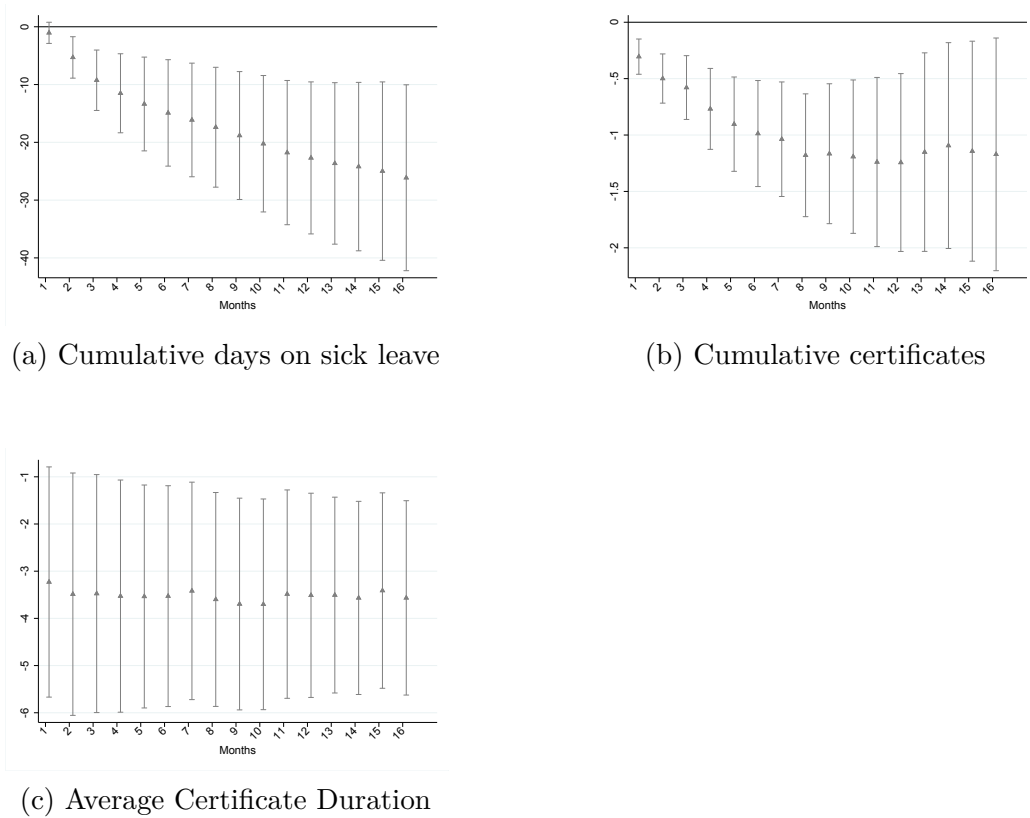 0
-10
-20
-30
-40
1 2 3 4 5 6 7 8 9 10 11 12 13 14 15 16
Months
(a) Cumulative days on sick leave
0
-.5
-1
-1.5
-2
1 2 3 4 5 6 7 8 9 10 11 12 13 14 15 16
Months
(b) Cumulative certificates
-1
-2
-3
-4
-5
-6
1 2 3 4 5 6 7 8 9 10 11 12 13 14 15 16
Months
(c) Average Certificate Duration